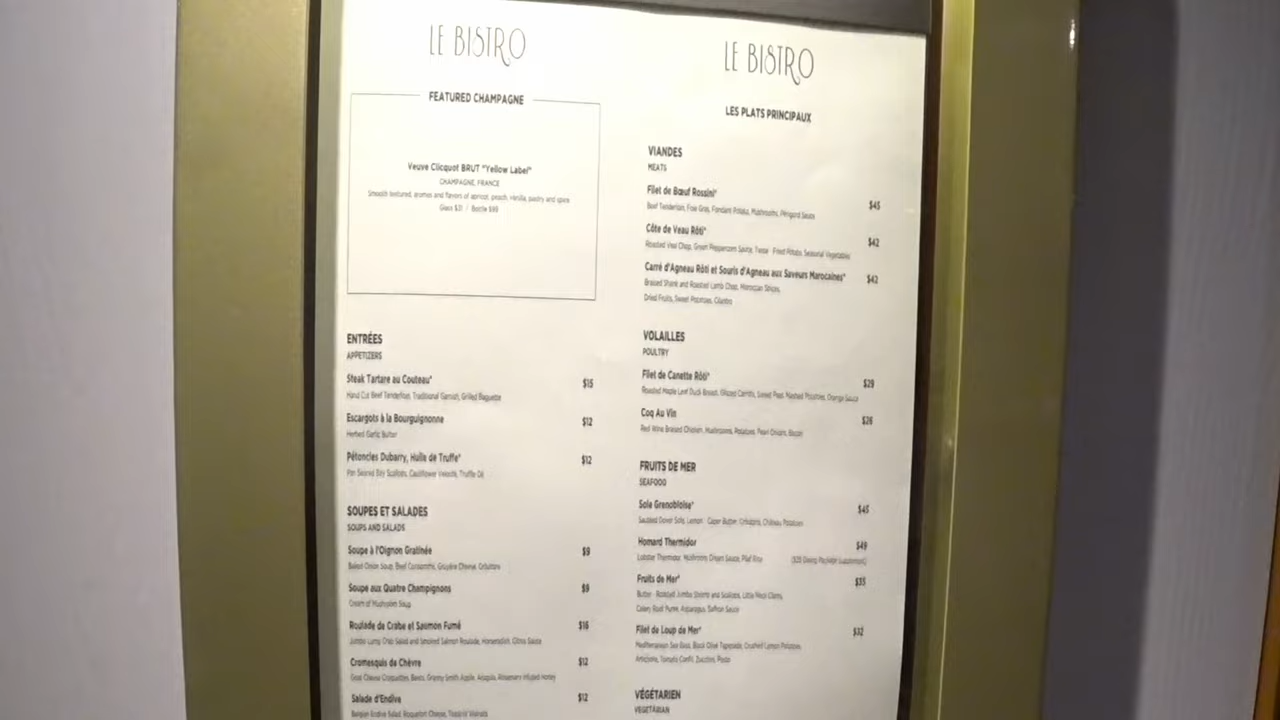 LE BISTRO
FEATURED CHAMPAGNE
Veuve Clicquot BRUT "Yellow Label"
CHAMPAGNE, FRANCE
Smooth textured, aromas and flavors of apricot, peach, vanilla, pastry and spice
Glass $21 / Bottle $99
ENTRÉES
APPETIZERS
Steak Tartare au Couteau* $15
Hand Cut Beef Tenderloin, Traditional Garnish, Grilled Baguette
Escargots à la Bourguignonne $12
Herbed Garlic Butter
Pétoncles Dubarry, Huile de Truffe* $12
Pan Seared Bay Scallops, Cauliflower Velouté, Truffle Oil
SOUPES ET SALADES
SOUPS AND SALADS
Soupe à l'Oignon Gratinée $9
Baked Onion Soup, Beef Consommé, Gruyère Cheese, Croutons
Soupe aux Quatre Champignons $9
Cream of Mushroom Soup
Roulade de Crabe et Saumon Fumé $16
Jumbo Lump Crab Salad and Smoked Salmon Roulade, Horseradish, Citrus Sauce
Cromesquis de Chèvre $12
Goat Cheese Croquettes, Beets, Granny Smith Apple, Arugula, Rosemary Infused Honey
Salade d'Endive $12
Belgian Endive Salad, Roquefort Cheese, Toasted Walnuts
LE BISTRO
LES PLATS PRINCIPAUX
VIANDES
MEATS
Filet de Bœuf Rossini* $45
Beef Tenderloin, Foie Gras, Fondant Potato, Mushrooms, Périgord Sauce
Côte de Veau Rôti* $42
Roasted Veal Chop, Green Peppercorn Sauce, Twice - Fried Potato, Seasonal Vegetables
Carré d'Agneau Rôti et Souris d'Agneau aux Saveurs Marocaines* $42
Braised Shank and Roasted Lamb Chop, Moroccan Spices,
Dried Fruits, Sweet Potatoes, Cilantro
VOLAILLES
POULTRY
Filet de Canette Rôti* $29
Roasted Maple Leaf Duck Breast, Glazed Carrots, Sweet Peas, Mashed Potatoes, Orange Sauce
Coq Au Vin $26
Red Wine Braised Chicken, Mushrooms, Potatoes, Pearl Onions, Bacon
FRUITS DE MER
SEAFOOD
Sole Grenobloise* $45
Sautéed Dover Sole, Lemon - Caper Butter, Croutons, Château Potatoes
Homard Thermidor $49
Lobster Thermidor, Mushroom Cream Sauce, Pilaf Rice
Fruits de Mer* $35
Butter - Roasted Jumbo Shrimp and Scallops, Little Neck Clams,
Celery Root Purée, Asparagus, Saffron Sauce
Filet de Loup de Mer* $32
Mediterranean Sea Bass, Black Olive Tapenade, Crushed Lemon Potatoes,
Artichoke, Tomato Confit, Zucchini, Pesto
VÉGÉTARIEN
VEGETARIAN